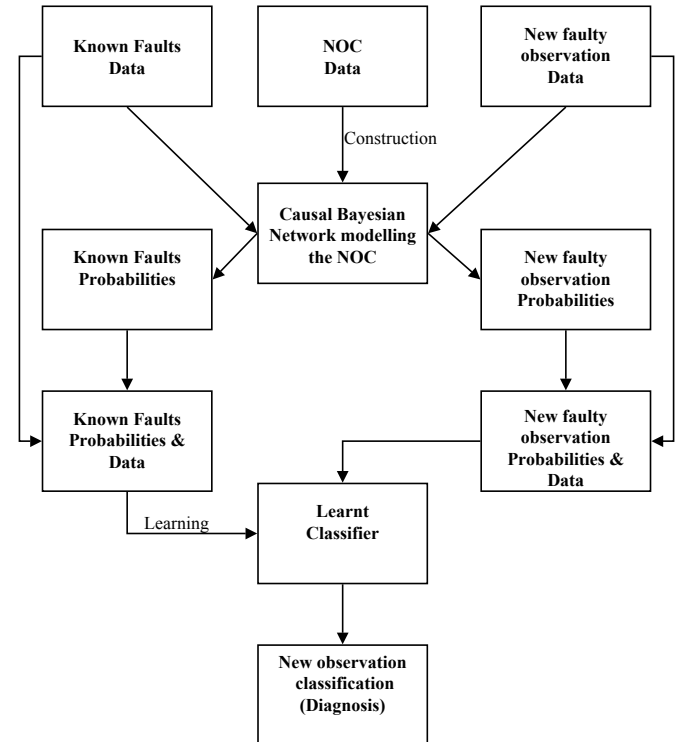 Known Faults
Data
NOC
Data
New faulty
observation
Data
Construction
Causal Bayesian
Network modelling
the NOC
Known Faults
Probabilities
New faulty
observation
Probabilities
Known Faults
Probabilities &
Data
New faulty
observation
Probabilities &
Data
Learning
Learnt
Classifier
New observation
classification
(Diagnosis)